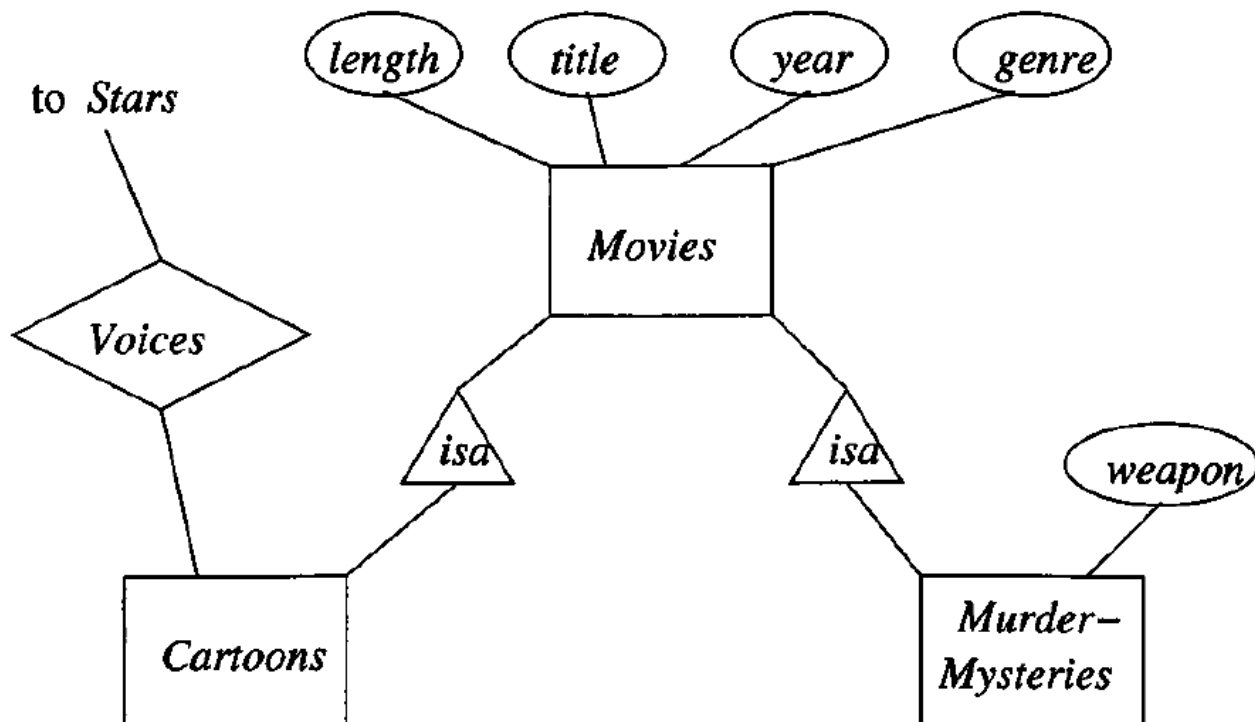 length
title
year
genre
to Stars
Movies
Voices
isa
isa
weapon
Cartoons
Murder–
Mysteries